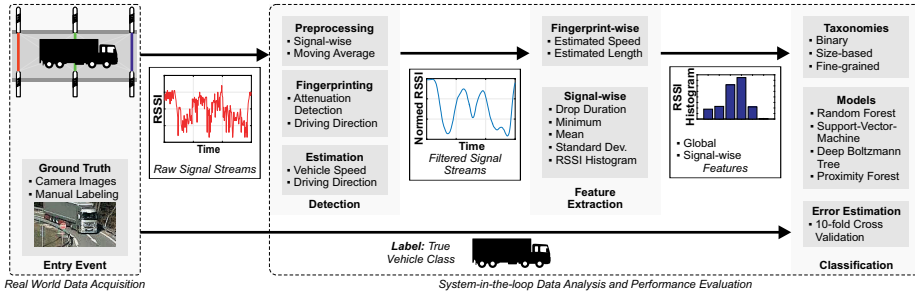 Ground Truth
▪ Camera Images
▪ Manual Labeling
Entry Event
Real World Data Acquisition
RSSI
Time
Raw Signal Streams
Preprocessing
▪ Signal-wise
▪ Moving Average
Fingerprinting
▪ Attenuation
Detection
▪ Driving Direction
Estimation
▪ Vehicle Speed
▪ Driving Direction
Detection
Normed RSSI
Time
Filtered Signal
Streams
Fingerprint-wise
▪ Estimated Speed
▪ Estimated Length
Signal-wise
▪ Drop Duration
▪ Minimum
▪ Mean
▪ Standard Dev.
▪ RSSI Histogram
Feature
Extraction
RSSI
Histogram
▪ Global
▪ Signal-wise
Features
Taxonomies
▪ Binary
▪ Size-based
▪ Fine-grained
Models
▪ Random Forest
▪ Support-Vector-
Machine
▪ Deep Boltzmann
Tree
▪ Proximity Forest
Error Estimation
▪ 10-fold Cross
Validation
Classification
Label: True
Vehicle Class
System-in-the-loop Data Analysis and Performance Evaluation